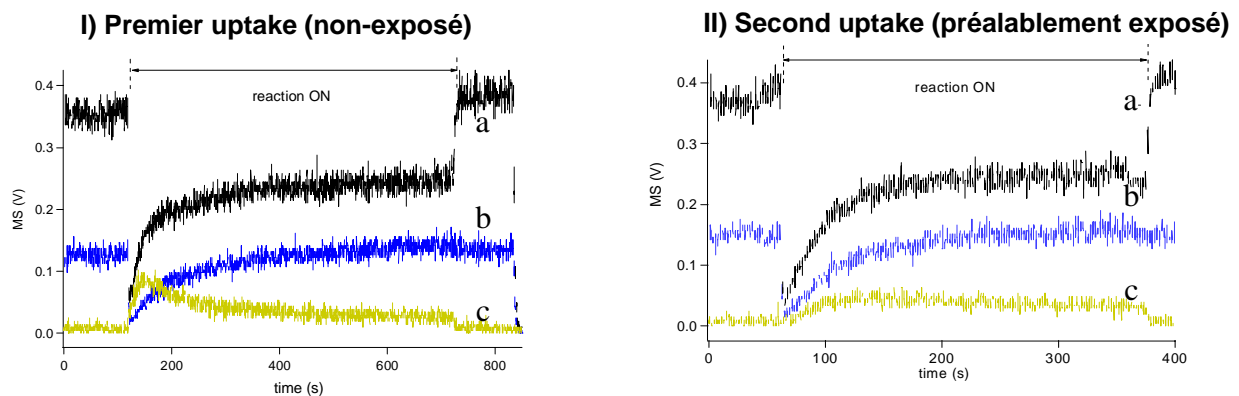 I) Premier uptake (non-exposé)
reaction ON
a
b
c
0.4
0.3
0.2
0.1
0.0
MS (V)
0 200 400 600 800
time (s)
II) Second uptake (préalablement exposé)
reaction ON
a
b
c
0.4
0.3
0.2
0.1
0.0
MS (V)
0 100 200 300 400
time (s)